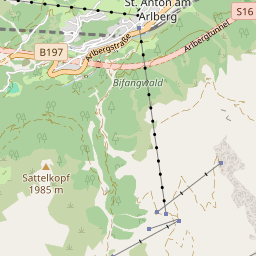 St. Anton am
Arlberg
S16
B197
Arlbergstraße
Arlbergtunnel
Bifangwald
Sattelkopf
1985 m